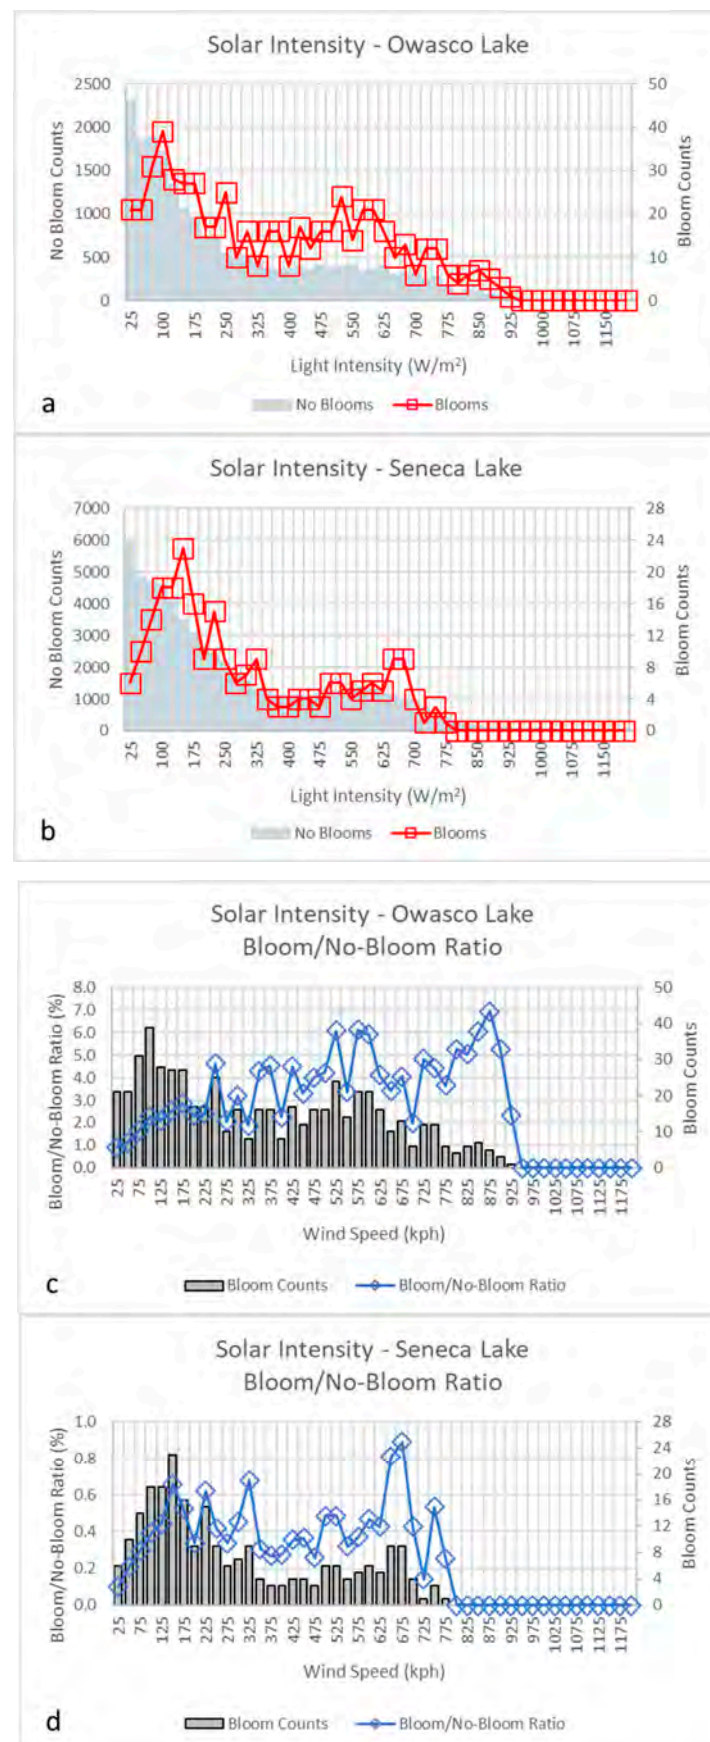 Solar Intensity - Owasco Lake
2500
2000
1500
1000
500
0
No Bloom Counts
50
40
30
20
10
0
Bloom Counts
25 100 175 250 325 400 475 550 625 700 775 850 925 1000 1075 1150
Light Intensity (W/m²)
No Blooms Blooms
a
Solar Intensity - Seneca Lake
7000
6000
5000
4000
3000
2000
1000
0
No Bloom Counts
28
24
20
16
12
8
4
0
Bloom Counts
25 100 175 250 325 400 475 550 625 700 775 850 925 1000 1075 1150
Light Intensity (W/m²)
No Blooms Blooms
b
Solar Intensity - Owasco Lake
Bloom/No-Bloom Ratio
8.0
7.0
6.0
5.0
4.0
3.0
2.0
1.0
0.0
Bloom/No-Bloom Ratio (%)
50
40
30
20
10
0
Bloom Counts
25 75 125 175 225 275 325 375 425 475 525 575 625 675 725 775 825 875 925 975 1025 1075 1125 1175
Wind Speed (kph)
Bloom Counts Bloom/No-Bloom Ratio
c
Solar Intensity - Seneca Lake
Bloom/No-Bloom Ratio
1.0
0.8
0.6
0.4
0.2
0.0
Bloom/No-Bloom Ratio (%)
28
24
20
16
12
8
4
0
Bloom Counts
25 75 125 175 225 275 325 375 425 475 525 575 625 675 725 775 825 875 925 975 1025 1075 1125 1175
Wind Speed (kph)
Bloom Counts Bloom/No-Bloom Ratio
d